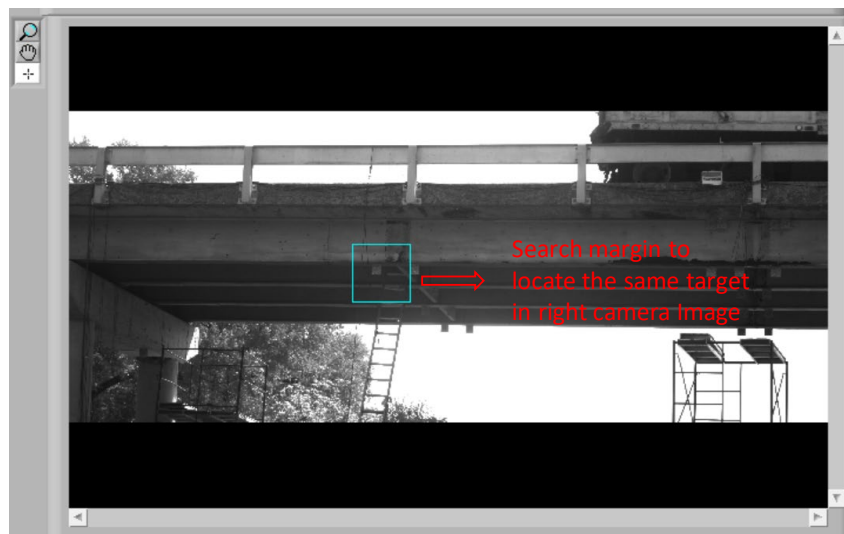 Search margin to
locate the same target
in right camera Image